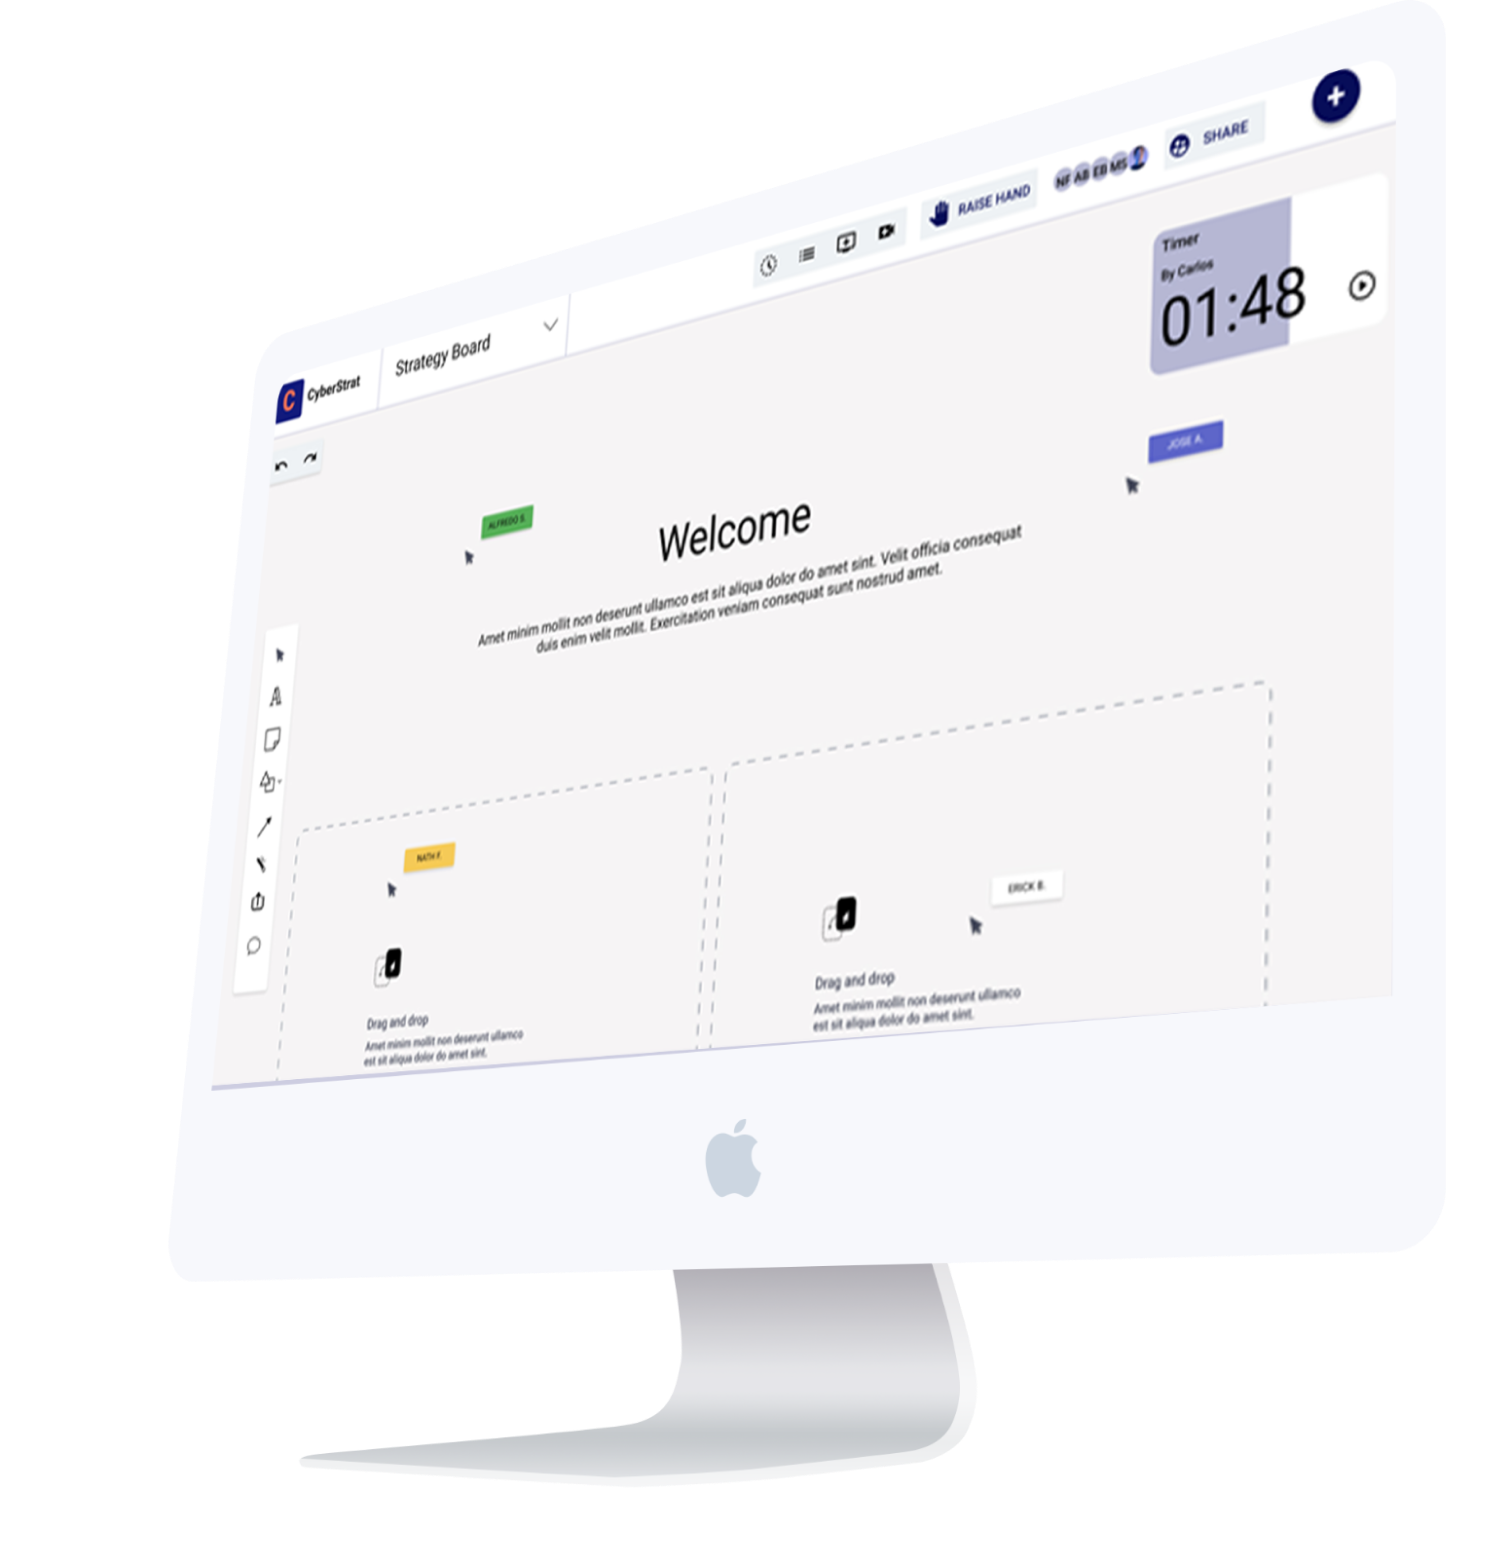 C CyberStrat
Strategy Board
RAISE HAND
NF AB EB MS
SHARE
Timer
By Carlos
01:48
JOSE A.
ALFREDO S.
Welcome
Amet minim mollit non deserunt ullamco est sit aliqua dolor do amet sint. Velit officia consequat
duis enim velit mollit. Exercitation veniam consequat sunt nostrud amet.
A
NATH F.
ERICK B.
Drag and drop
Amet minim mollit non deserunt ullamco
est sit aliqua dolor do amet sint.
Drag and drop
Amet minim mollit non deserunt ullamco
est sit aliqua dolor do amet sint.